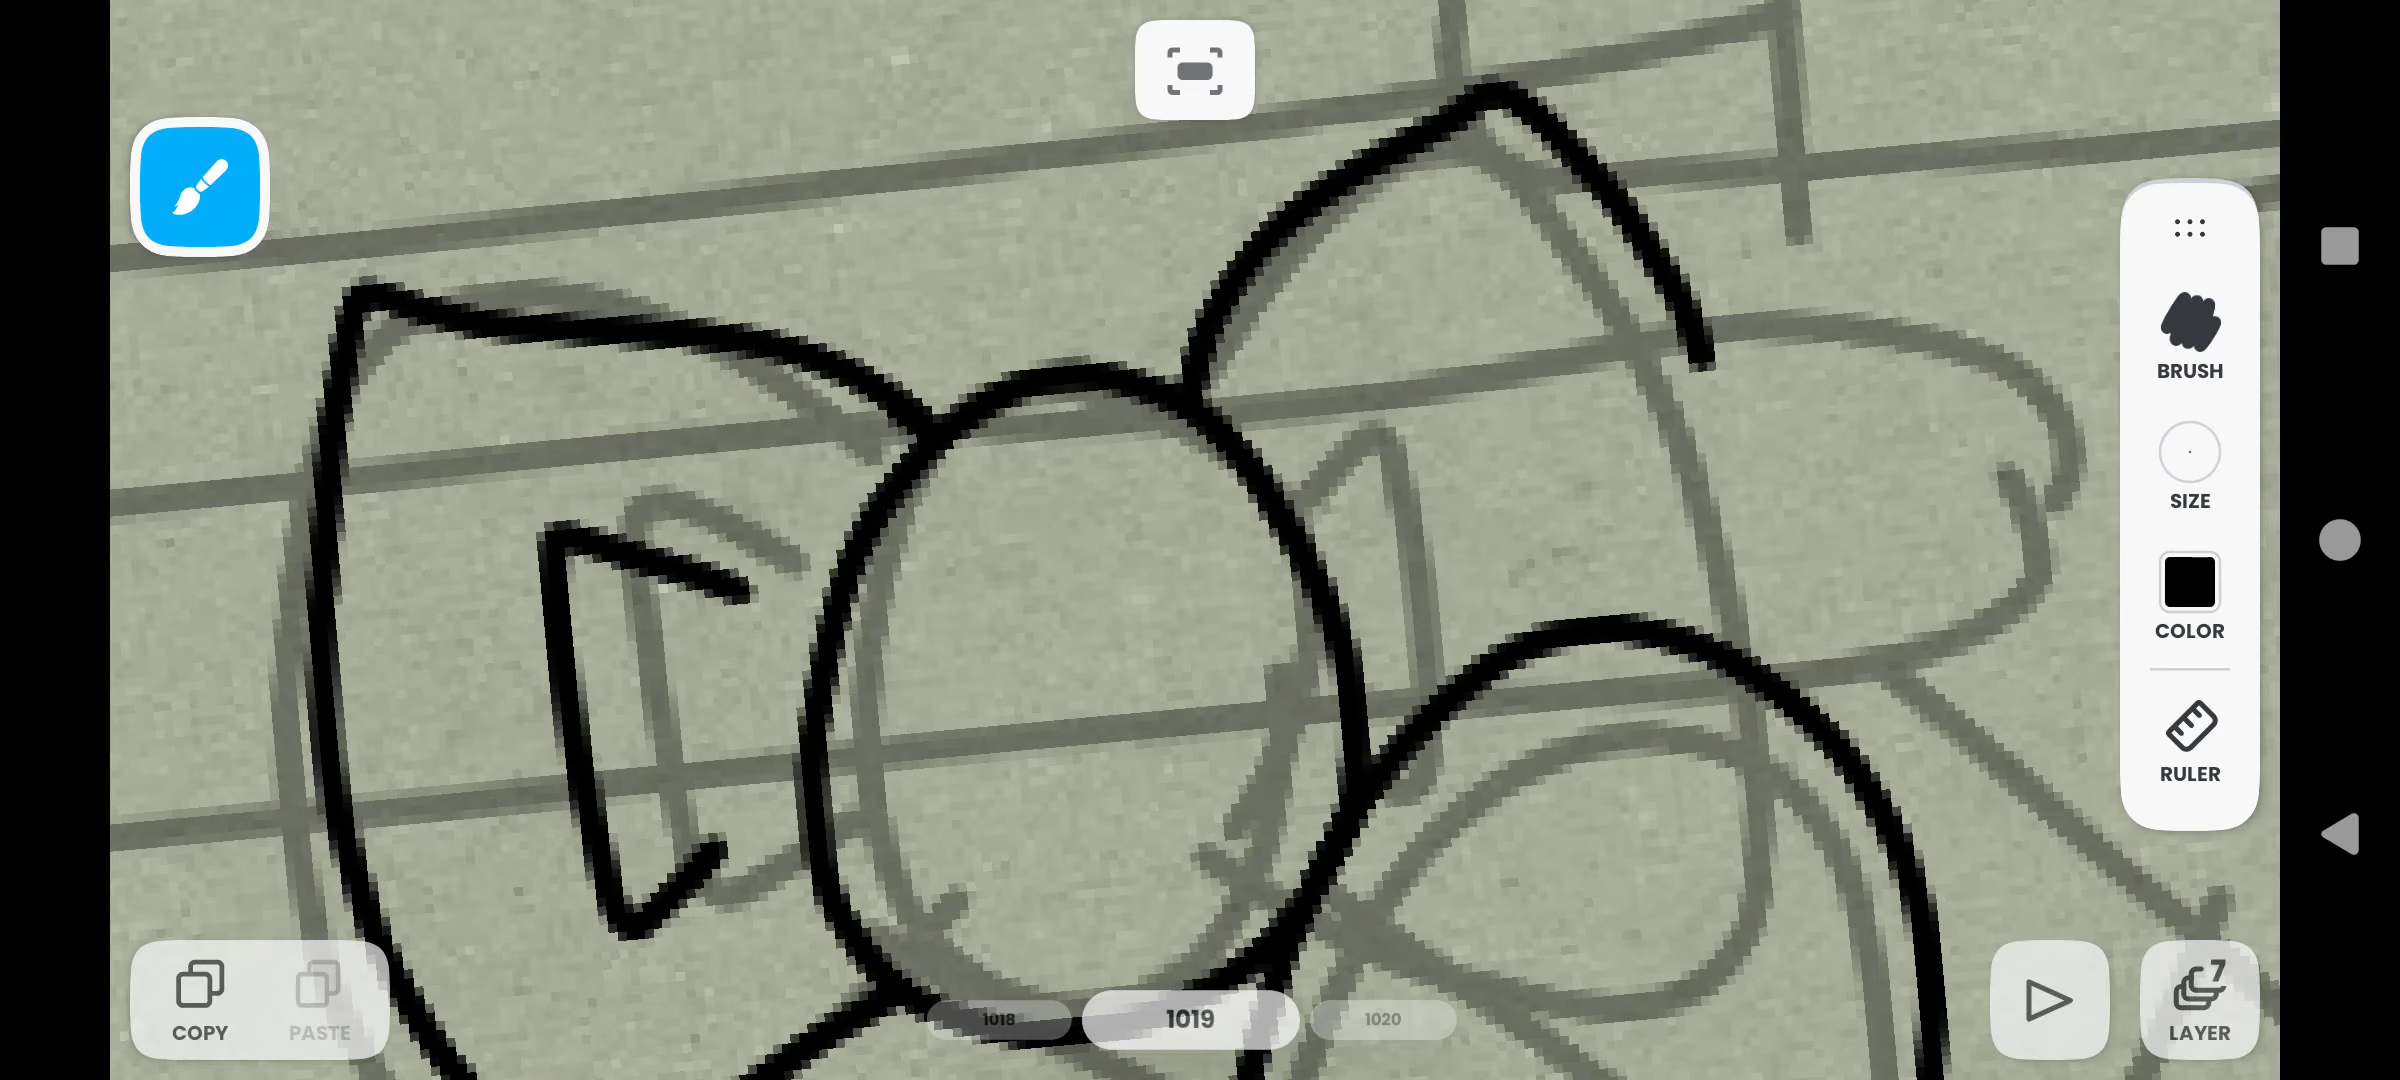 BRUSH
SIZE
COLOR
RULER
COPY
PASTE
1018
1019
1020
7
LAYER